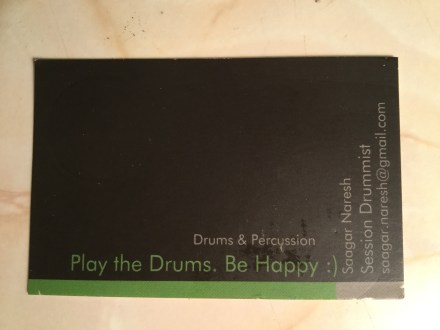 Drums & Percussion
Play the Drums. Be Happy :)
Saagar Naresh
Session Drummist
saagar.naresh@gmail.com